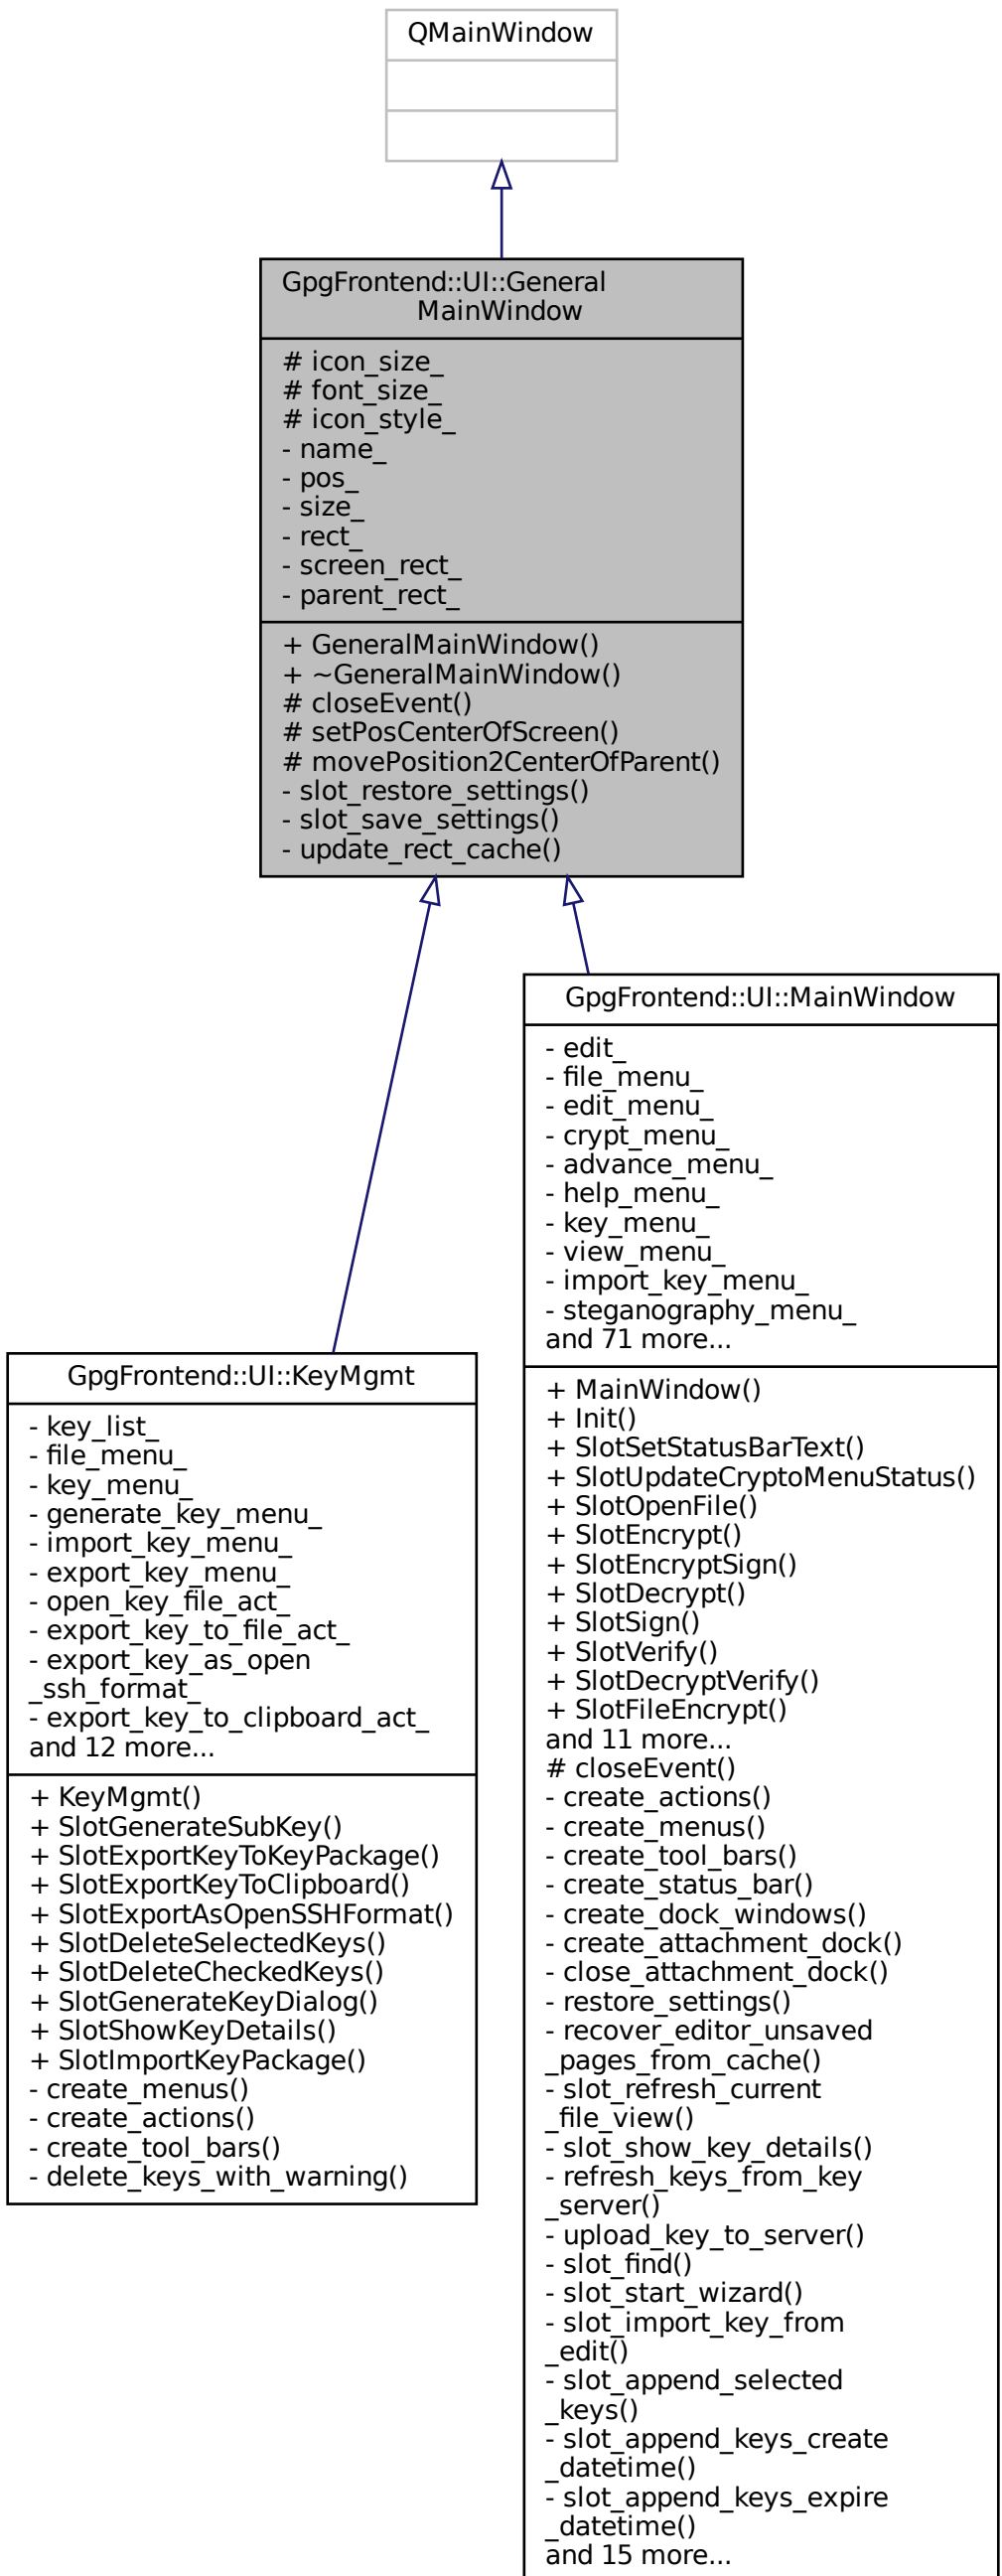 QMainWindow
GpgFrontend::UI::General
MainWindow
# icon_size_
# font_size_
# icon_style_
- name_
- pos_
- size_
- rect_
- screen_rect_
- parent_rect_
+ GeneralMainWindow()
+ ~GeneralMainWindow()
# closeEvent()
# setPosCenterOfScreen()
# movePosition2CenterOfParent()
- slot_restore_settings()
- slot_save_settings()
- update_rect_cache()
GpgFrontend::UI::KeyMgmt
- key_list_
- file_menu_
- key_menu_
- generate_key_menu_
- import_key_menu_
- export_key_menu_
- open_key_file_act_
- export_key_to_file_act_
- export_key_as_open
_ssh_format_
- export_key_to_clipboard_act_
and 12 more...
+ KeyMgmt()
+ SlotGenerateSubKey()
+ SlotExportKeyToKeyPackage()
+ SlotExportKeyToClipboard()
+ SlotExportAsOpenSSHFormat()
+ SlotDeleteSelectedKeys()
+ SlotDeleteCheckedKeys()
+ SlotGenerateKeyDialog()
+ SlotShowKeyDetails()
+ SlotImportKeyPackage()
- create_menus()
- create_actions()
- create_tool_bars()
- delete_keys_with_warning()
GpgFrontend::UI::MainWindow
- edit_
- file_menu_
- edit_menu_
- crypt_menu_
- advance_menu_
- help_menu_
- key_menu_
- view_menu_
- import_key_menu_
- steganography_menu_
and 71 more...
+ MainWindow()
+ Init()
+ SlotSetStatusBarText()
+ SlotUpdateCryptoMenuStatus()
+ SlotOpenFile()
+ SlotEncrypt()
+ SlotEncryptSign()
+ SlotDecrypt()
+ SlotSign()
+ SlotVerify()
+ SlotDecryptVerify()
+ SlotFileEncrypt()
and 11 more...
# closeEvent()
- create_actions()
- create_menus()
- create_tool_bars()
- create_status_bar()
- create_dock_windows()
- create_attachment_dock()
- close_attachment_dock()
- restore_settings()
- recover_editor_unsaved
_pages_from_cache()
- slot_refresh_current
_file_view()
- slot_show_key_details()
- refresh_keys_from_key
_server()
- upload_key_to_server()
- slot_find()
- slot_start_wizard()
- slot_import_key_from
_edit()
- slot_append_selected
_keys()
- slot_append_keys_create
_datetime()
- slot_append_keys_expire
_datetime()
and 15 more...